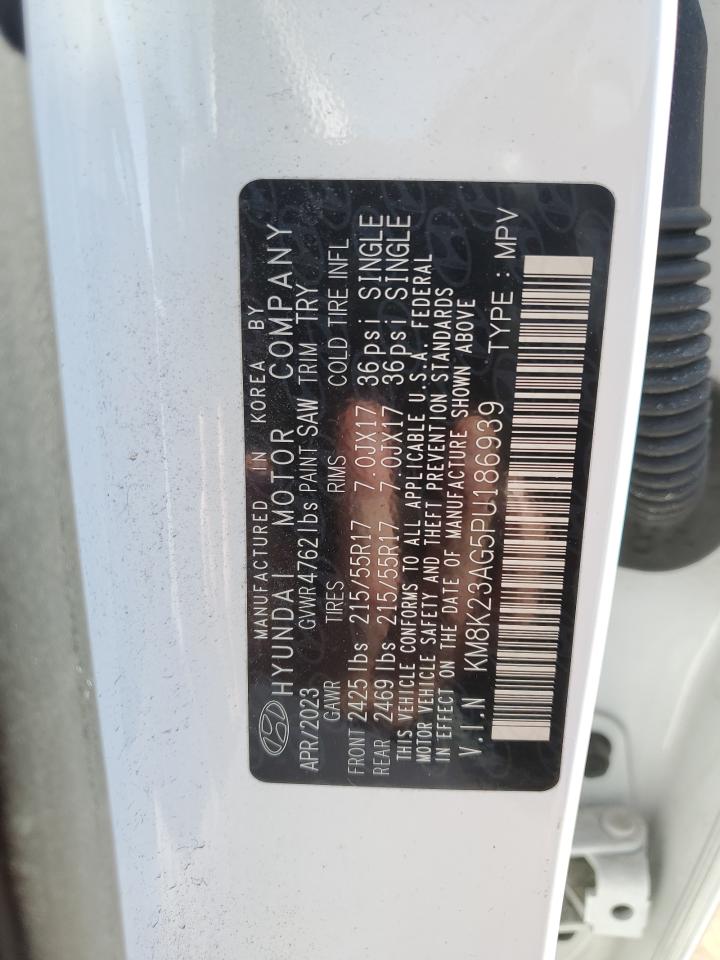 MANUFACTURED IN KOREA BY
HYUNDAI MOTOR COMPANY
APR/2023 GVWR4762lbs PAINT SAW TRIM TRY
GAWR TIRES RIMS COLD TIRE INFL
FRONT 2425 lbs 215/55R17 7.0JX17 36psi SINGLE
REAR 2469 lbs 215/55R17 7.0JX17 36psi SINGLE
THIS VEHICLE CONFORMS TO ALL APPLICABLE U.S.A. FEDERAL
MOTOR VEHICLE SAFETY AND THEFT PREVENTION STANDARDS
IN EFFECT ON THE DATE OF MANUFACTURE SHOWN ABOVE
V.I.N KM8K23AG5PU186939 TYPE : MPV